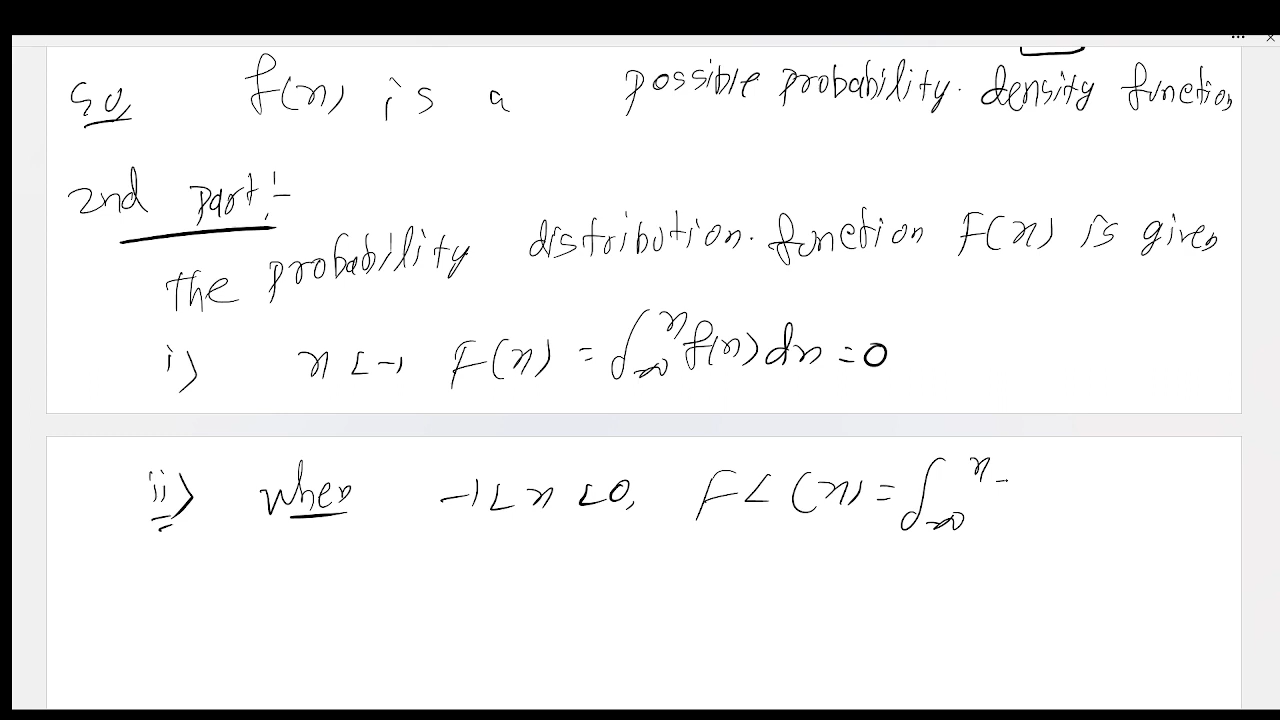 So, f(x) is a possible probability density function
2nd part:-
the probability distribution function F(x) is given
i) x < -1 F(x) = ∫_{-∞}^{x} f(x) dx = 0
ii) when -1 < x < 0, F < (x) = ∫_{-∞}^{x} -